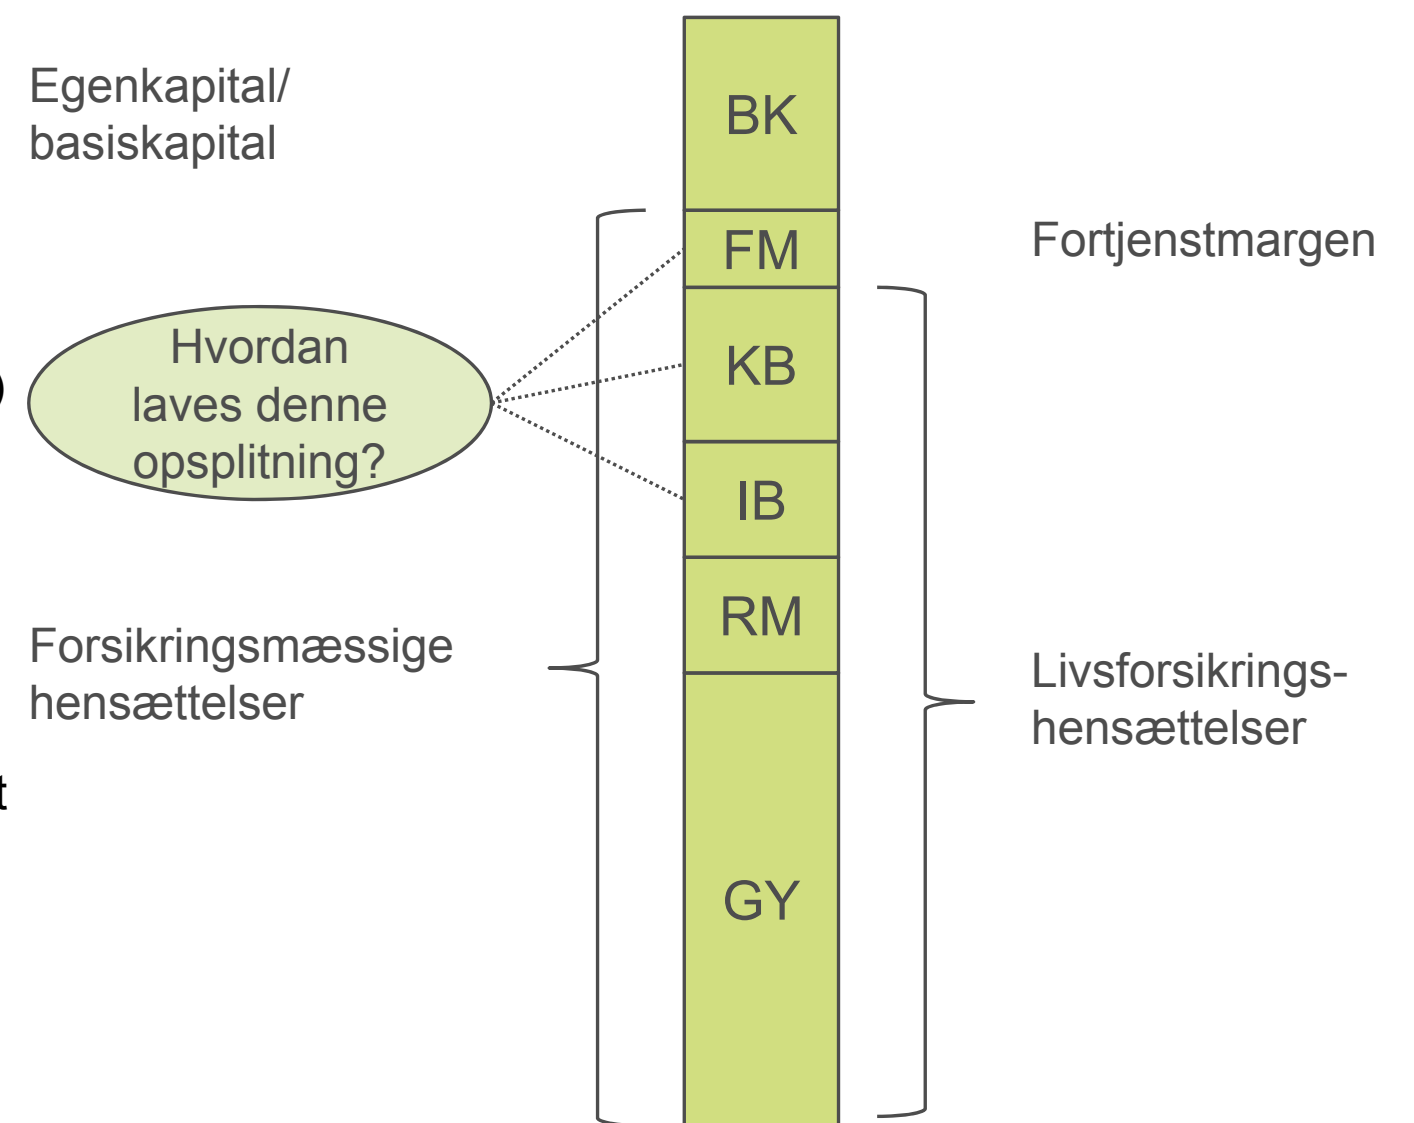 Egenkapital/
basiskapital
BK
FM
Fortjenstmargen
)
Hvordan
laves denne
opsplitning?
KB
IB
RM
Forsikringsmæssige
hensættelser
Livsforsikrings-
hensættelser
t
GY